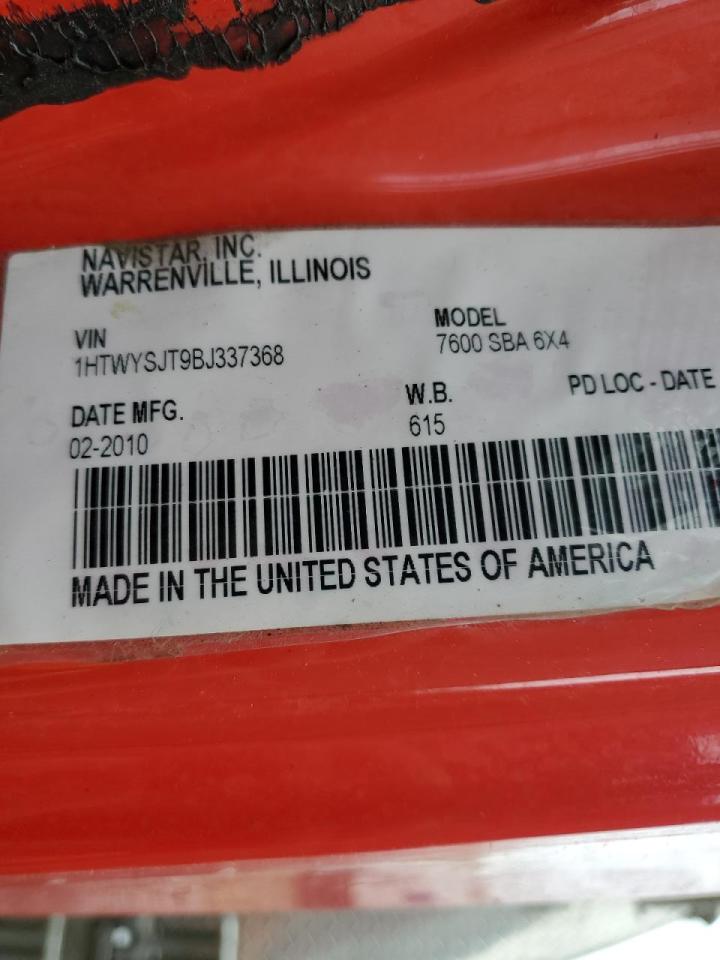 NAVISTAR, INC.
WARRENVILLE, ILLINOIS
VIN
MODEL
1HTWYSJT9BJ337368
7600 SBA 6X4
DATE MFG.
W.B.
PD LOC - DATE
02-2010
615
MADE IN THE UNITED STATES OF AMERICA